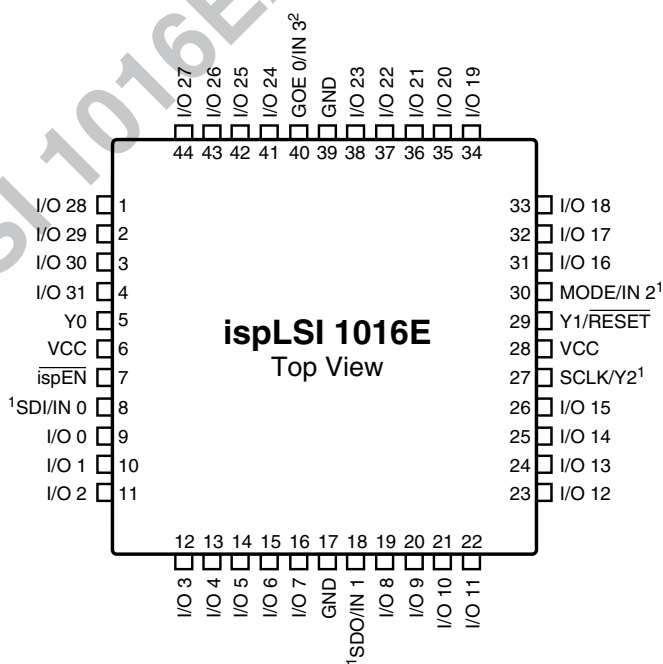 SI 1016E
I/O 27
I/O 26
I/O 25
I/O 24
GOE 0/IN 3²
GND
I/O 23
I/O 22
I/O 21
I/O 20
I/O 19
44 43 42 41 40 39 38 37 36 35 34
I/O 28 1
I/O 29 2
I/O 30 3
I/O 31 4
Y0 5
VCC 6
ispEN 7
¹SDI/IN 0 8
I/O 0 9
I/O 1 10
I/O 2 11
ispLSI 1016E
Top View
33 I/O 18
32 I/O 17
31 I/O 16
30 MODE/IN 2¹
29 Y1/RESET
28 VCC
27 SCLK/Y2¹
26 I/O 15
25 I/O 14
24 I/O 13
23 I/O 12
12 13 14 15 16 17 18 19 20 21 22
I/O 3
I/O 4
I/O 5
I/O 6
I/O 7
GND
¹SDO/IN 1
I/O 8
I/O 9
I/O 10
I/O 11